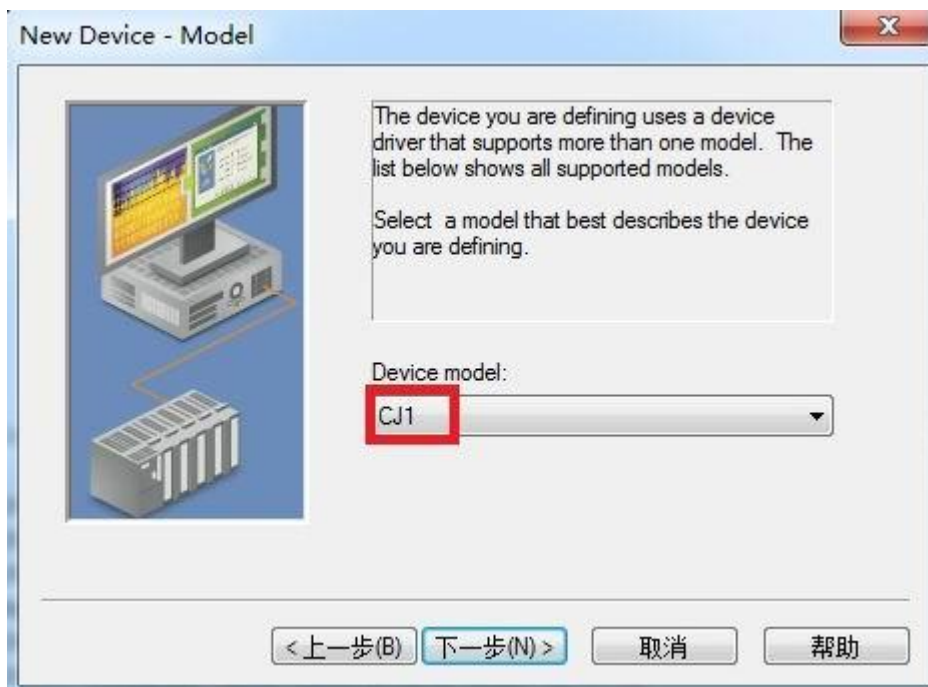 New Device - Model
The device you are defining uses a device
driver that supports more than one model.  The
list below shows all supported models.
Select  a model that best describes the device
you are defining.
Device model:
CJ1
<上一步(B) 下一步(N)> 取消 帮助